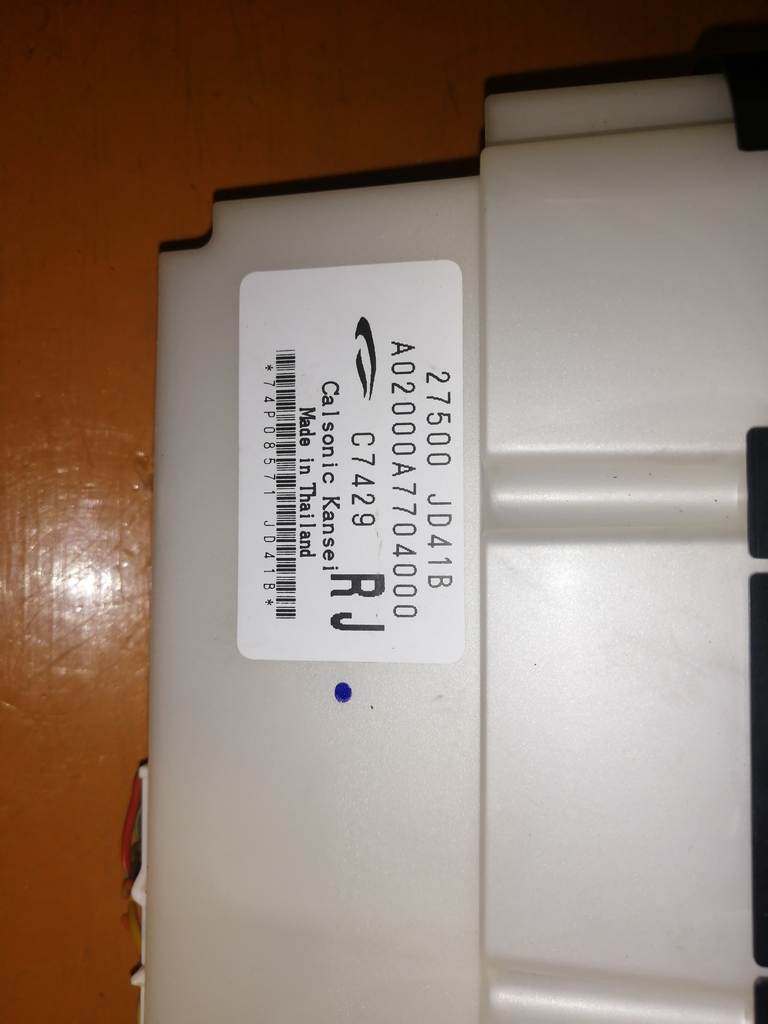 27500 JD41B
A02000A7704000
C7429 RJ
Calsonic Kansei
Made in Thailand
*74P08571 JD41B*